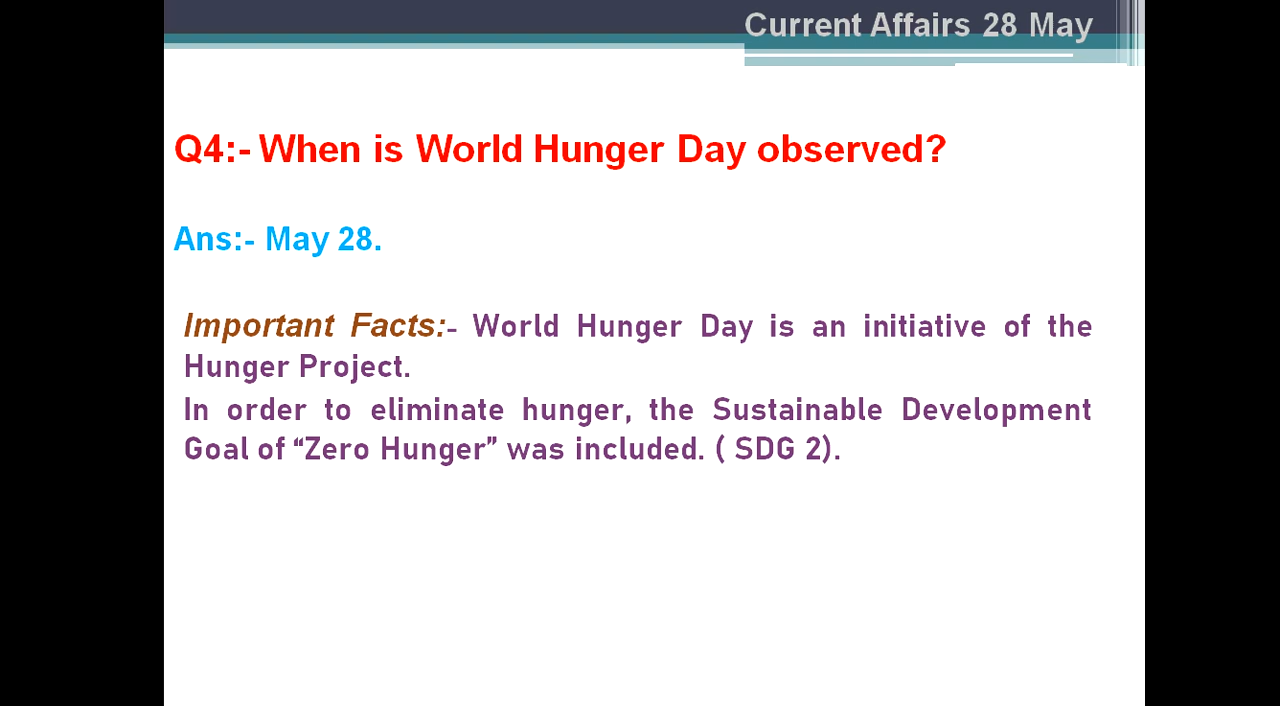 Current Affairs 28 May
Q4:- When is World Hunger Day observed?
Ans:- May 28.
Important Facts:- World Hunger Day is an initiative of the
Hunger Project.
In order to eliminate hunger, the Sustainable Development
Goal of “Zero Hunger” was included. ( SDG 2).